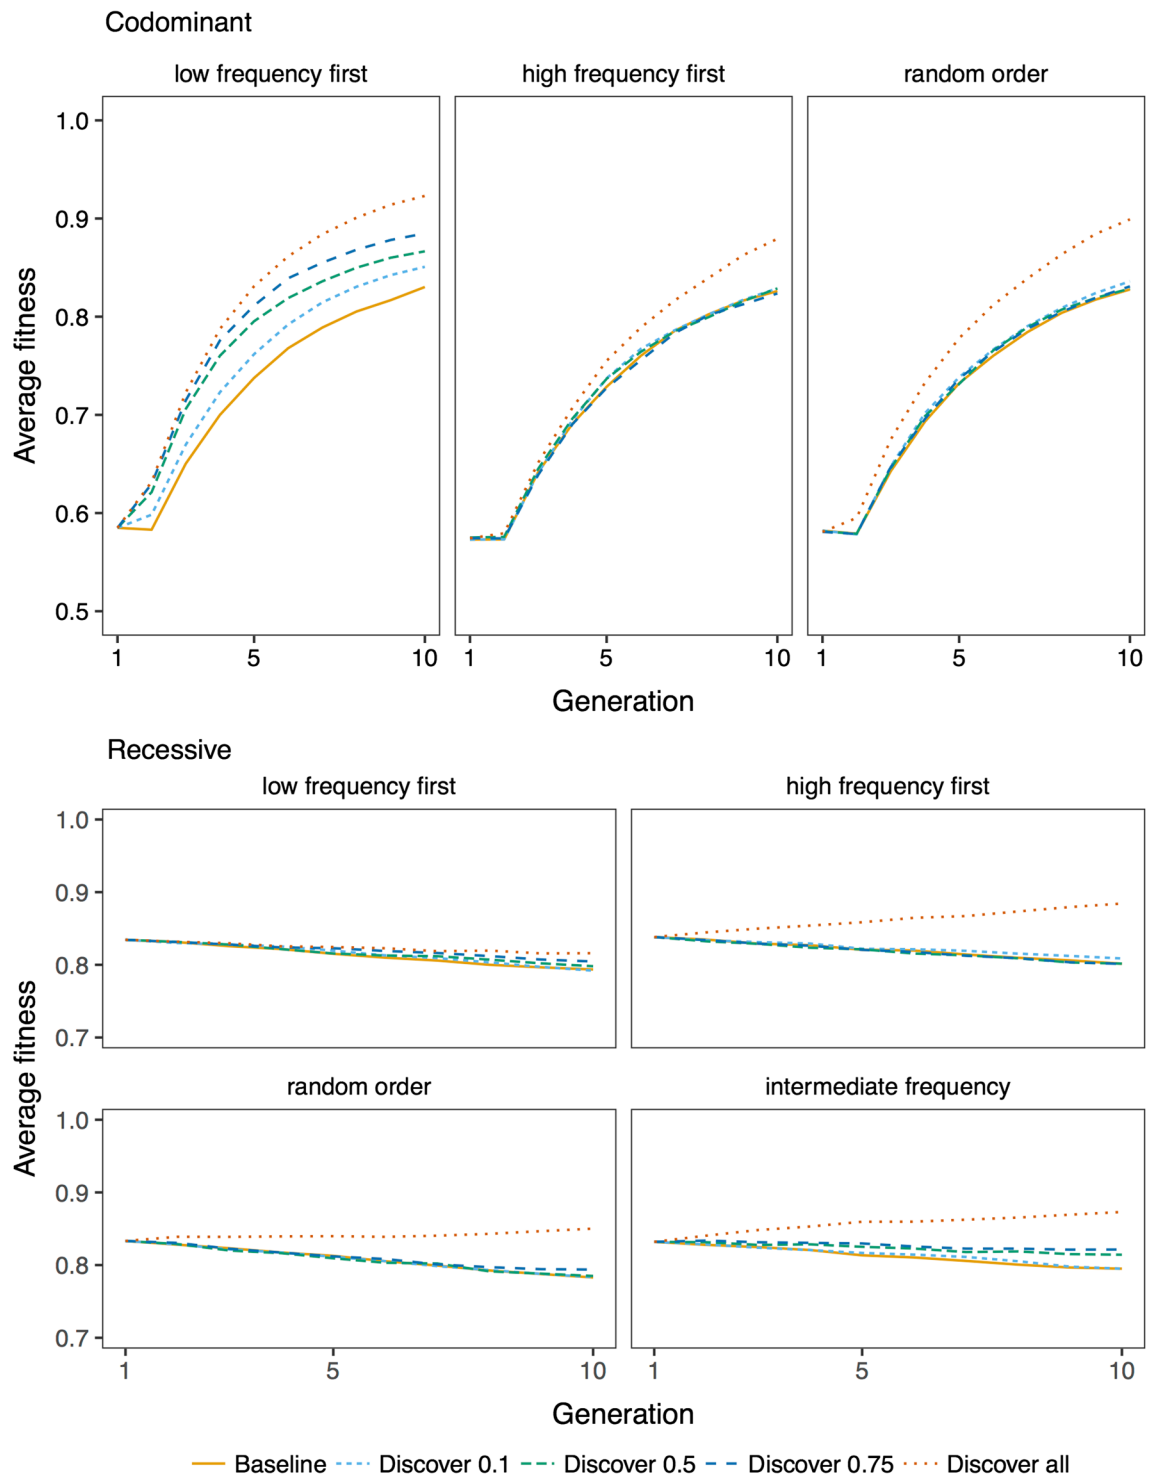 Codominant
low frequency first high frequency first random order
1.0
0.9
0.8
0.7
0.6
0.5
Average fitness
1 5 10 1 5 10 1 5 10
Generation
Recessive
low frequency first high frequency first
1.0
0.9
0.8
0.7
random order intermediate frequency
1.0
0.9
0.8
0.7
Average fitness
1 5 10 1 5 10
Generation
Baseline Discover 0.1 Discover 0.5 Discover 0.75 Discover all